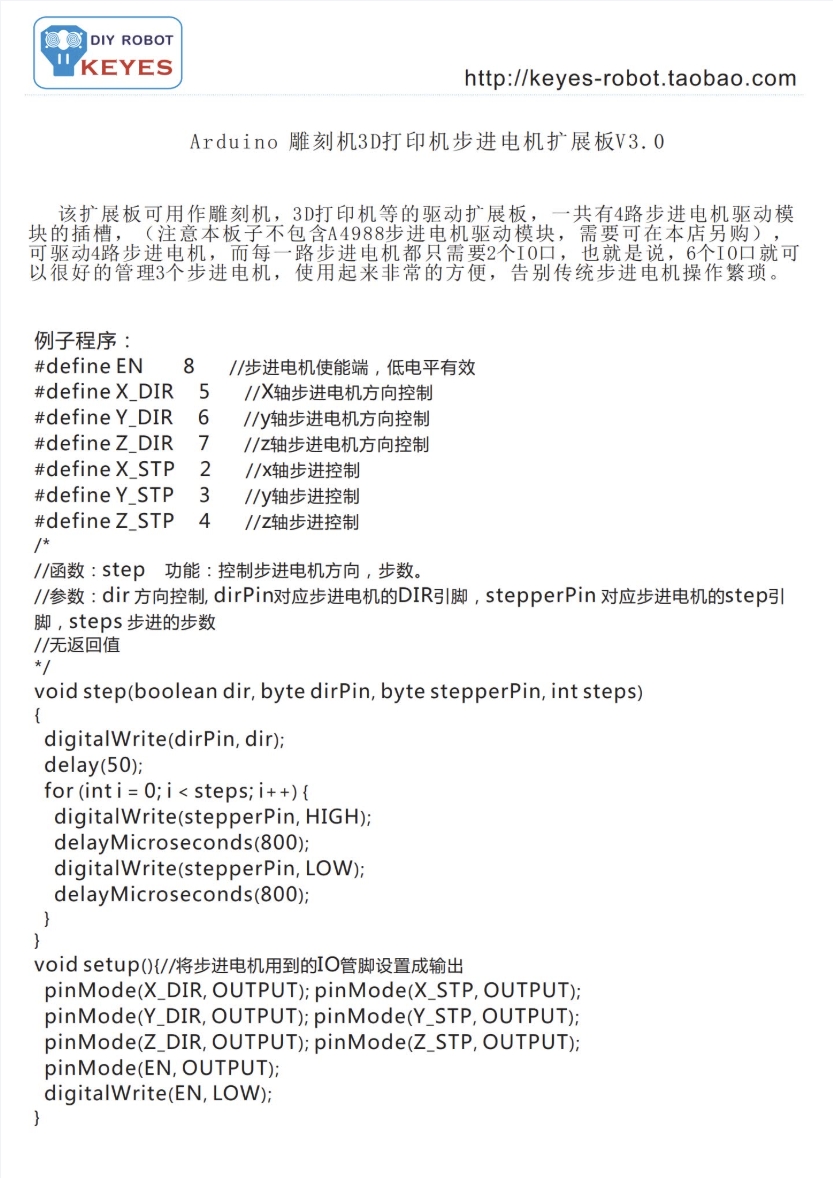 DIY ROBOT
KEYES
http://keyes-robot.taobao.com
Arduino 雕刻机3D打印机步进电机扩展板V3.0
该扩展板可用作雕刻机，3D打印机等的驱动扩展板，一共有4路步进电机驱动模
块的插槽，（注意本板子不包含A4988步进电机驱动模块，需要可在本店另购），
可驱动4路步进电机，而每一路步进电机都只需要2个IO口，也就是说，6个IO口就可
以很好的管理3个步进电机，使用起来非常的方便，告别传统步进电机操作繁琐。
例子程序：
#define EN 8 //步进电机使能端，低电平有效
#define X_DIR 5 //X轴步进电机方向控制
#define Y_DIR 6 //y轴步进电机方向控制
#define Z_DIR 7 //z轴步进电机方向控制
#define X_STP 2 //x轴步进控制
#define Y_STP 3 //y轴步进控制
#define Z_STP 4 //z轴步进控制
/*
//函数：step 功能：控制步进电机方向，步数。
//参数：dir 方向控制, dirPin对应步进电机的DIR引脚，stepperPin 对应步进电机的step引
脚，steps 步进的步数
//无返回值
*/
void step(boolean dir, byte dirPin, byte stepperPin, int steps)
{
digitalWrite(dirPin, dir);
delay(50);
for (int i = 0; i < steps; i++) {
digitalWrite(stepperPin, HIGH);
delayMicroseconds(800);
digitalWrite(stepperPin, LOW);
delayMicroseconds(800);
}
}
void setup(){//将步进电机用到的IO管脚设置成输出
pinMode(X_DIR, OUTPUT); pinMode(X_STP, OUTPUT);
pinMode(Y_DIR, OUTPUT); pinMode(Y_STP, OUTPUT);
pinMode(Z_DIR, OUTPUT); pinMode(Z_STP, OUTPUT);
pinMode(EN, OUTPUT);
digitalWrite(EN, LOW);
}